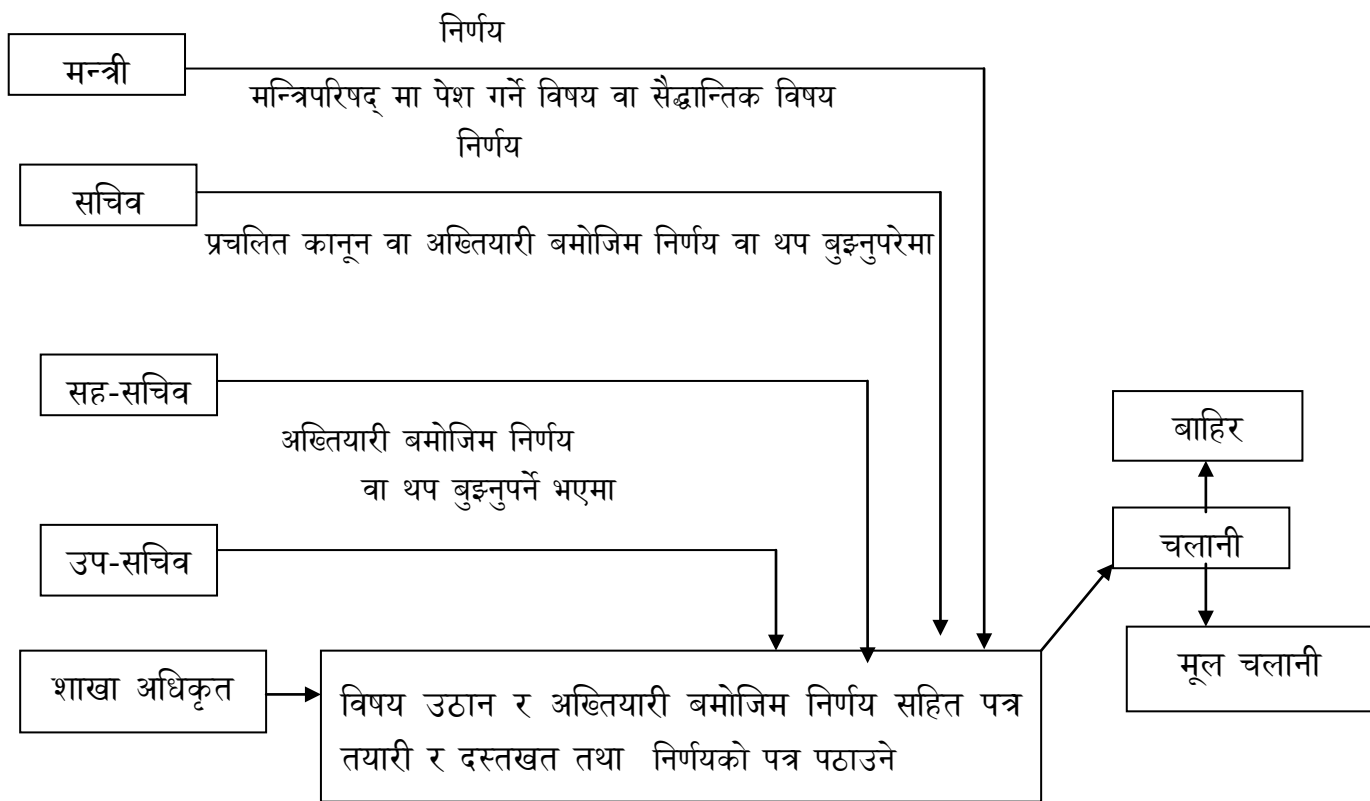 निर्णय
मन्त्री
मन्त्रिपरिषद् मा पेश गर्ने विषय वा सैद्धान्तिक विषय
निर्णय
सचिव
प्रचलित कानून वा अख्तियारी बमोजिम निर्णय वा थप बुझ्नुपरेमा
सह-सचिव
अख्तियारी बमोजिम निर्णय
वा थप बुझ्नुपर्ने भएमा
बाहिर
उप-सचिव
चलानी
शाखा अधिकृत
मूल चलानी
विषय उठान र अख्तियारी बमोजिम निर्णय सहित पत्र
तयारी र दस्तखत तथा निर्णयको पत्र पठाउने